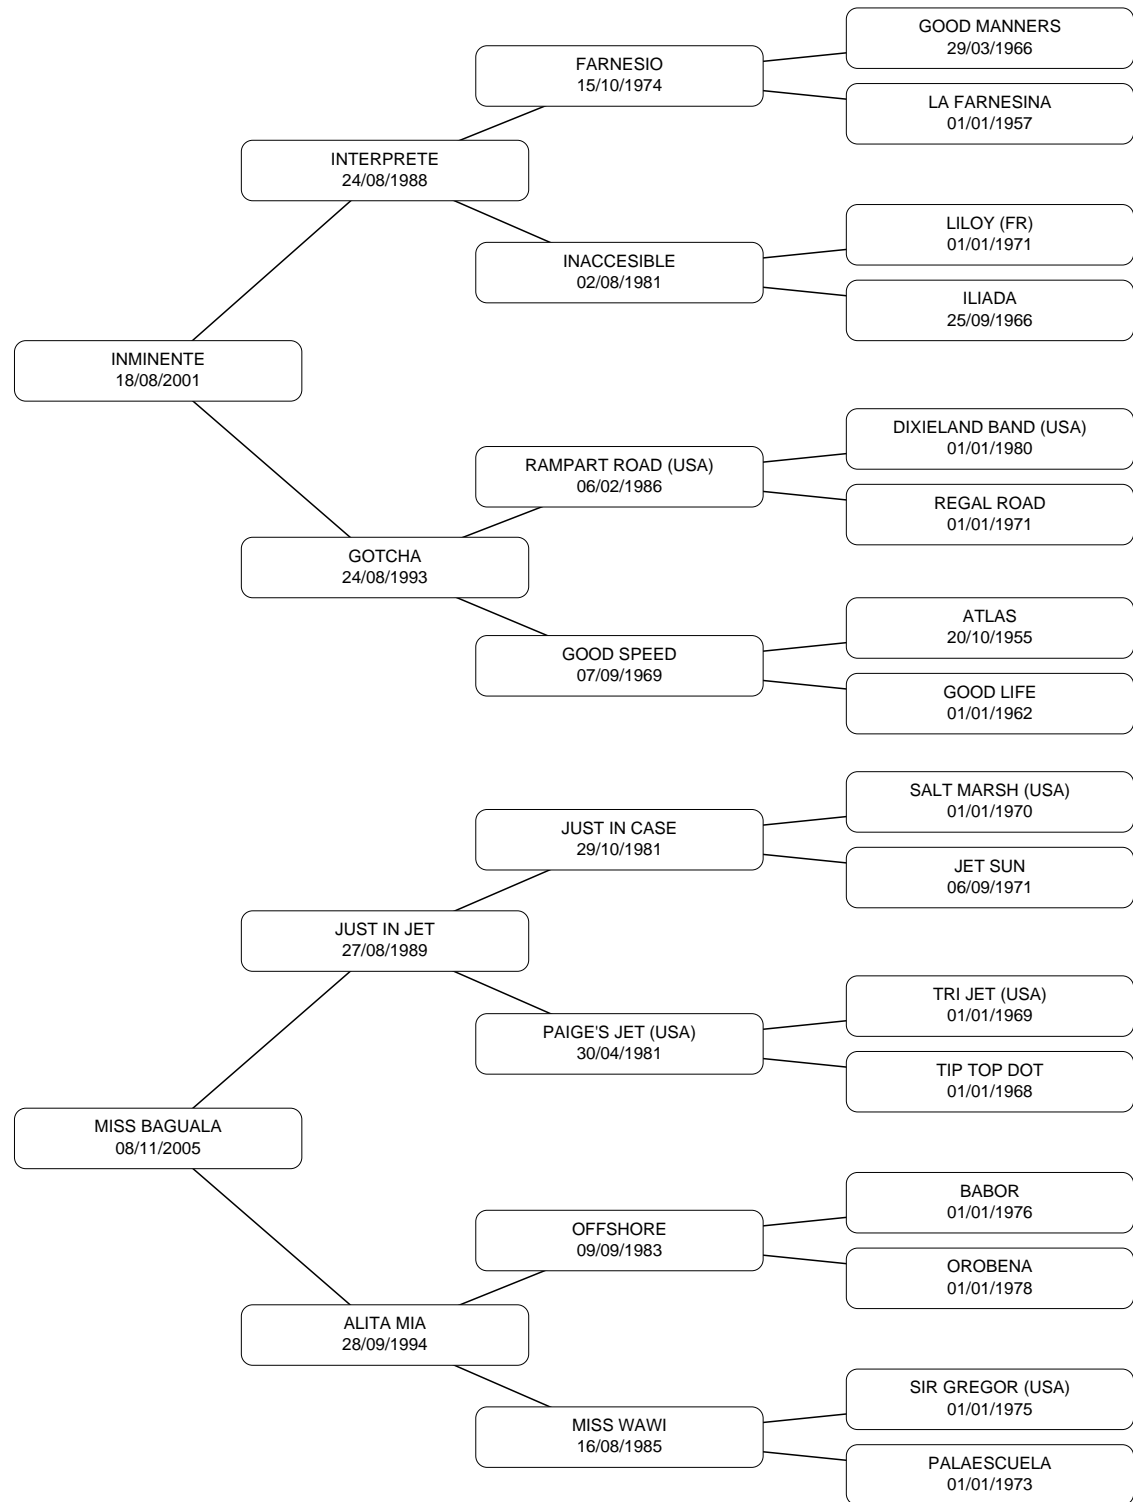 GOOD MANNERS
29/03/1966
FARNESIO
15/10/1974
LA FARNESINA
01/01/1957
INTERPRETE
24/08/1988
LILOY (FR)
01/01/1971
INACCESIBLE
02/08/1981
ILIADA
25/09/1966
INMINENTE
18/08/2001
DIXIELAND BAND (USA)
01/01/1980
RAMPART ROAD (USA)
06/02/1986
REGAL ROAD
01/01/1971
GOTCHA
24/08/1993
ATLAS
20/10/1955
GOOD SPEED
07/09/1969
GOOD LIFE
01/01/1962
SALT MARSH (USA)
01/01/1970
JUST IN CASE
29/10/1981
JET SUN
06/09/1971
JUST IN JET
27/08/1989
TRI JET (USA)
01/01/1969
PAIGE'S JET (USA)
30/04/1981
TIP TOP DOT
01/01/1968
MISS BAGUALA
08/11/2005
BABOR
01/01/1976
OFFSHORE
09/09/1983
OROBENA
01/01/1978
ALITA MIA
28/09/1994
SIR GREGOR (USA)
01/01/1975
MISS WAWI
16/08/1985
PALAESCUELA
01/01/1973